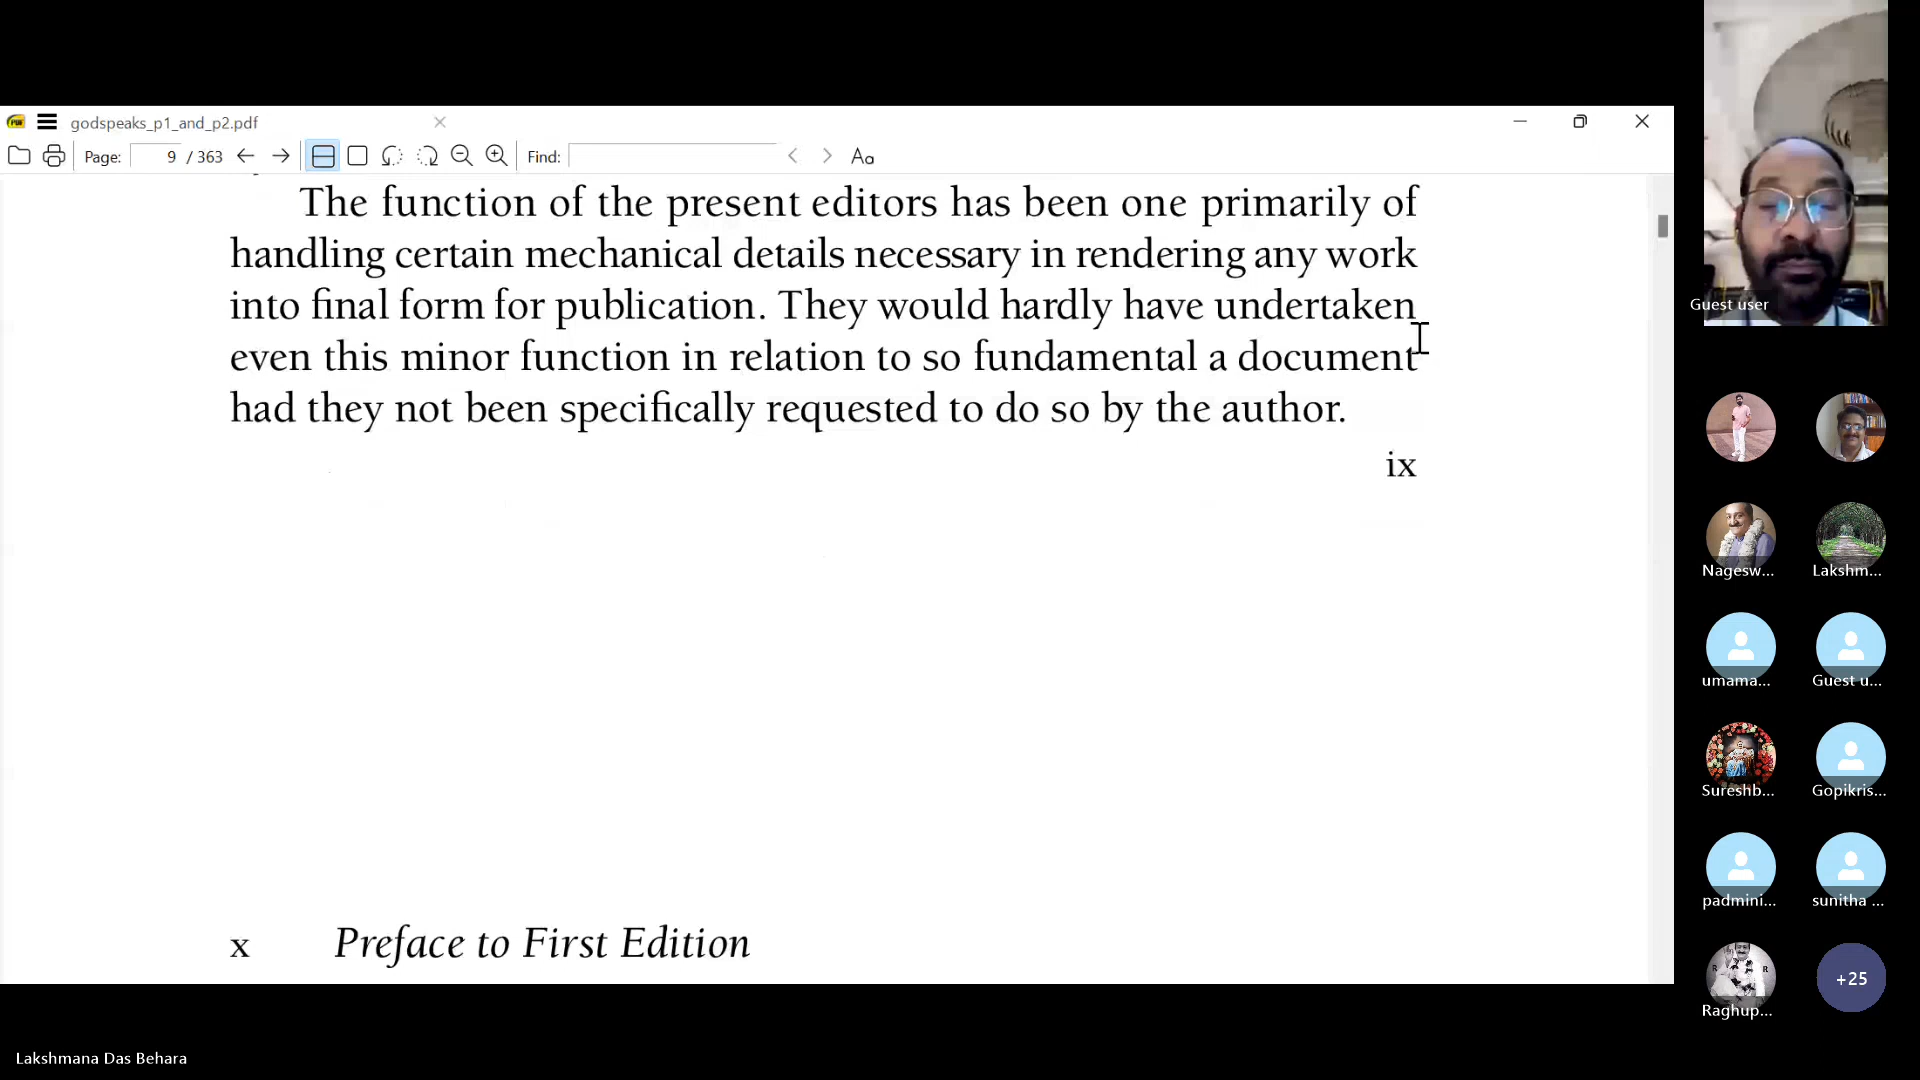 godspeaks_p1_and_p2.pdf
Page: 9 / 363
Find:
Aa
The function of the present editors has been one primarily of
handling certain mechanical details necessary in rendering any work
into final form for publication. They would hardly have undertaken
even this minor function in relation to so fundamental a document
had they not been specifically requested to do so by the author.
ix
x Preface to First Edition
Guest user
Nagesw...
Lakshm...
umama...
Guest u...
Sureshb...
Gopikris...
padmini...
sunitha ...
Raghup...
+25
Lakshmana Das Behara